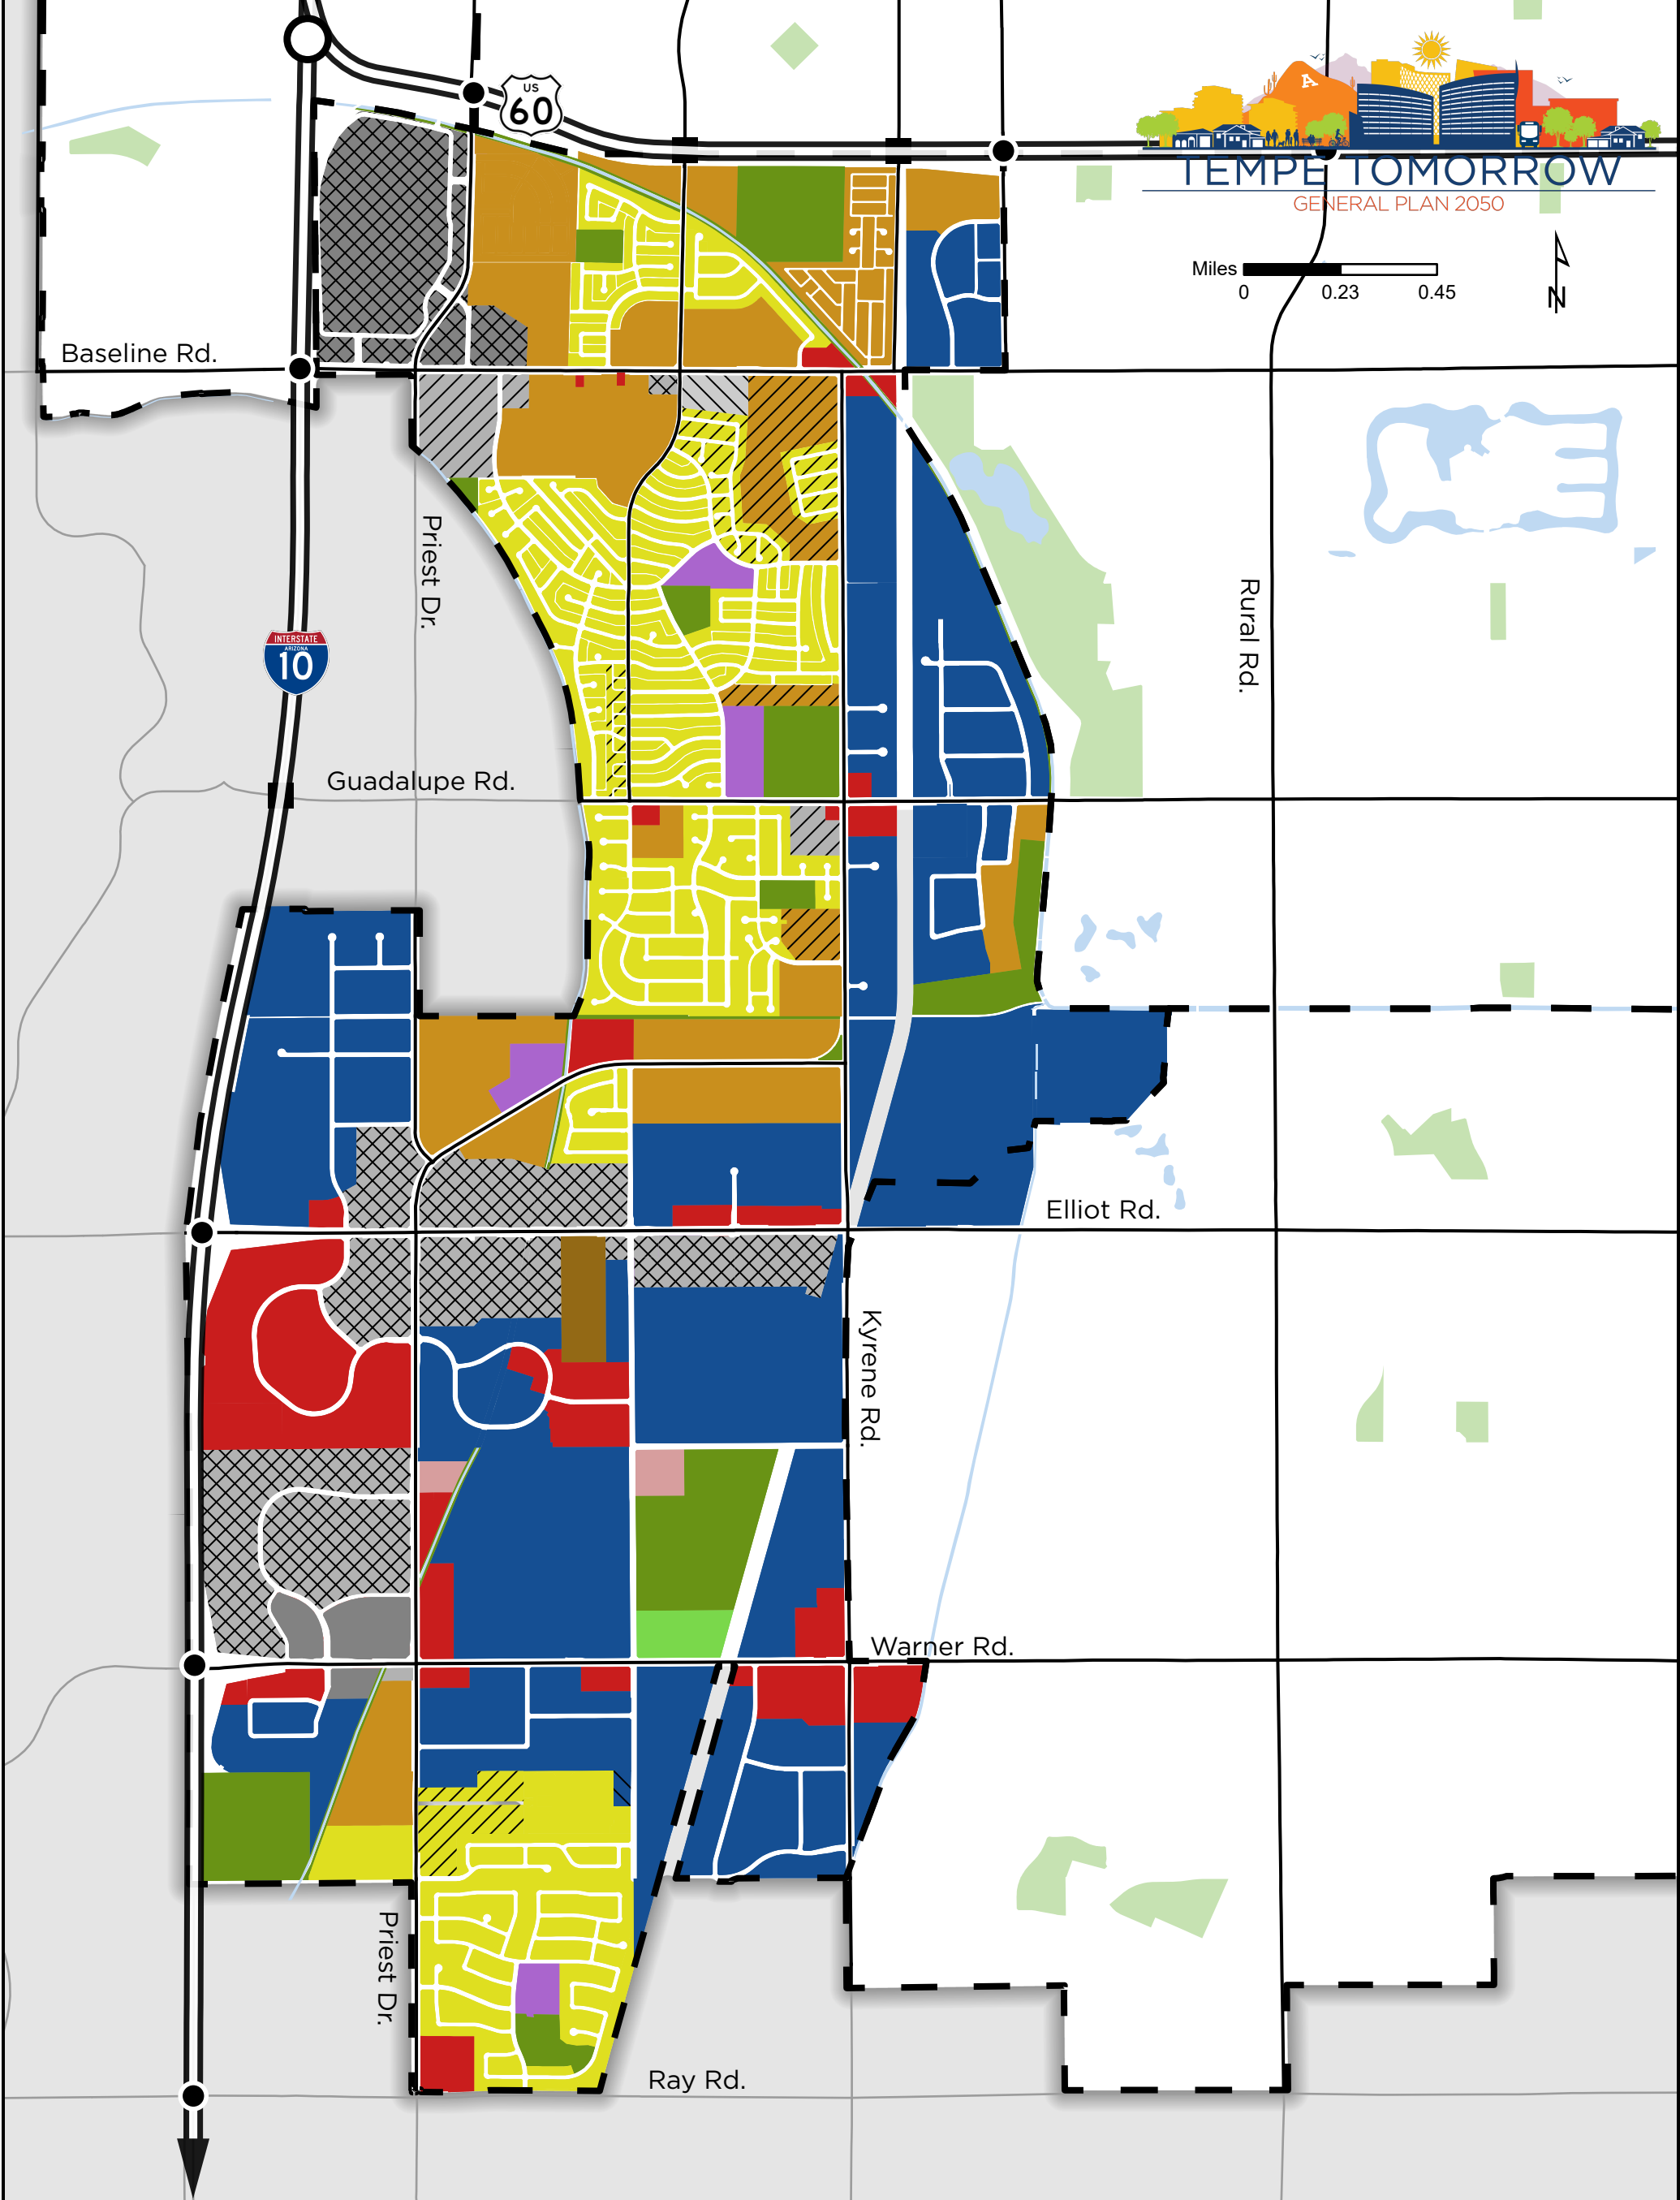 US
60
A
TEMPE TOMORROW
GENERAL PLAN 2050
Miles
0 0.23 0.45
N
Baseline Rd.
Priest Dr.
Rural Rd.
INTERSTATE
ARIZONA
10
Guadalupe Rd.
Elliot Rd.
Kyrene Rd.
Warner Rd.
Priest Dr.
Ray Rd.